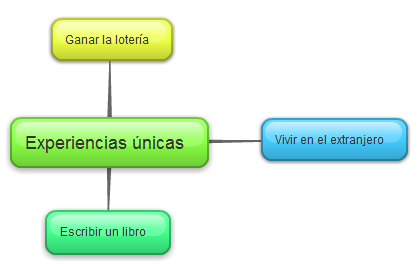 Ganar la lotería
Experiencias únicas
Vivir en el extranjero
Escribir un libro